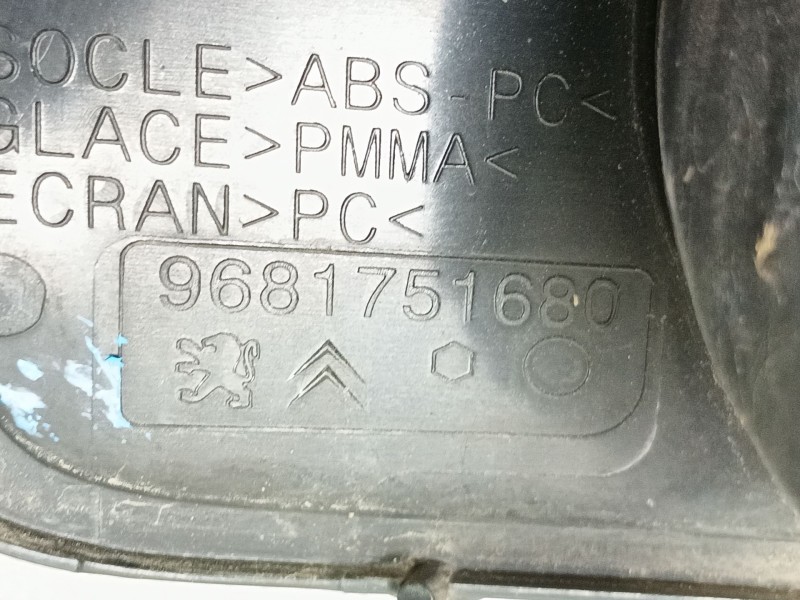 SOCLE>ABS-PC<
GLACE>PMMA<
ECRAN>PC<
9681751680